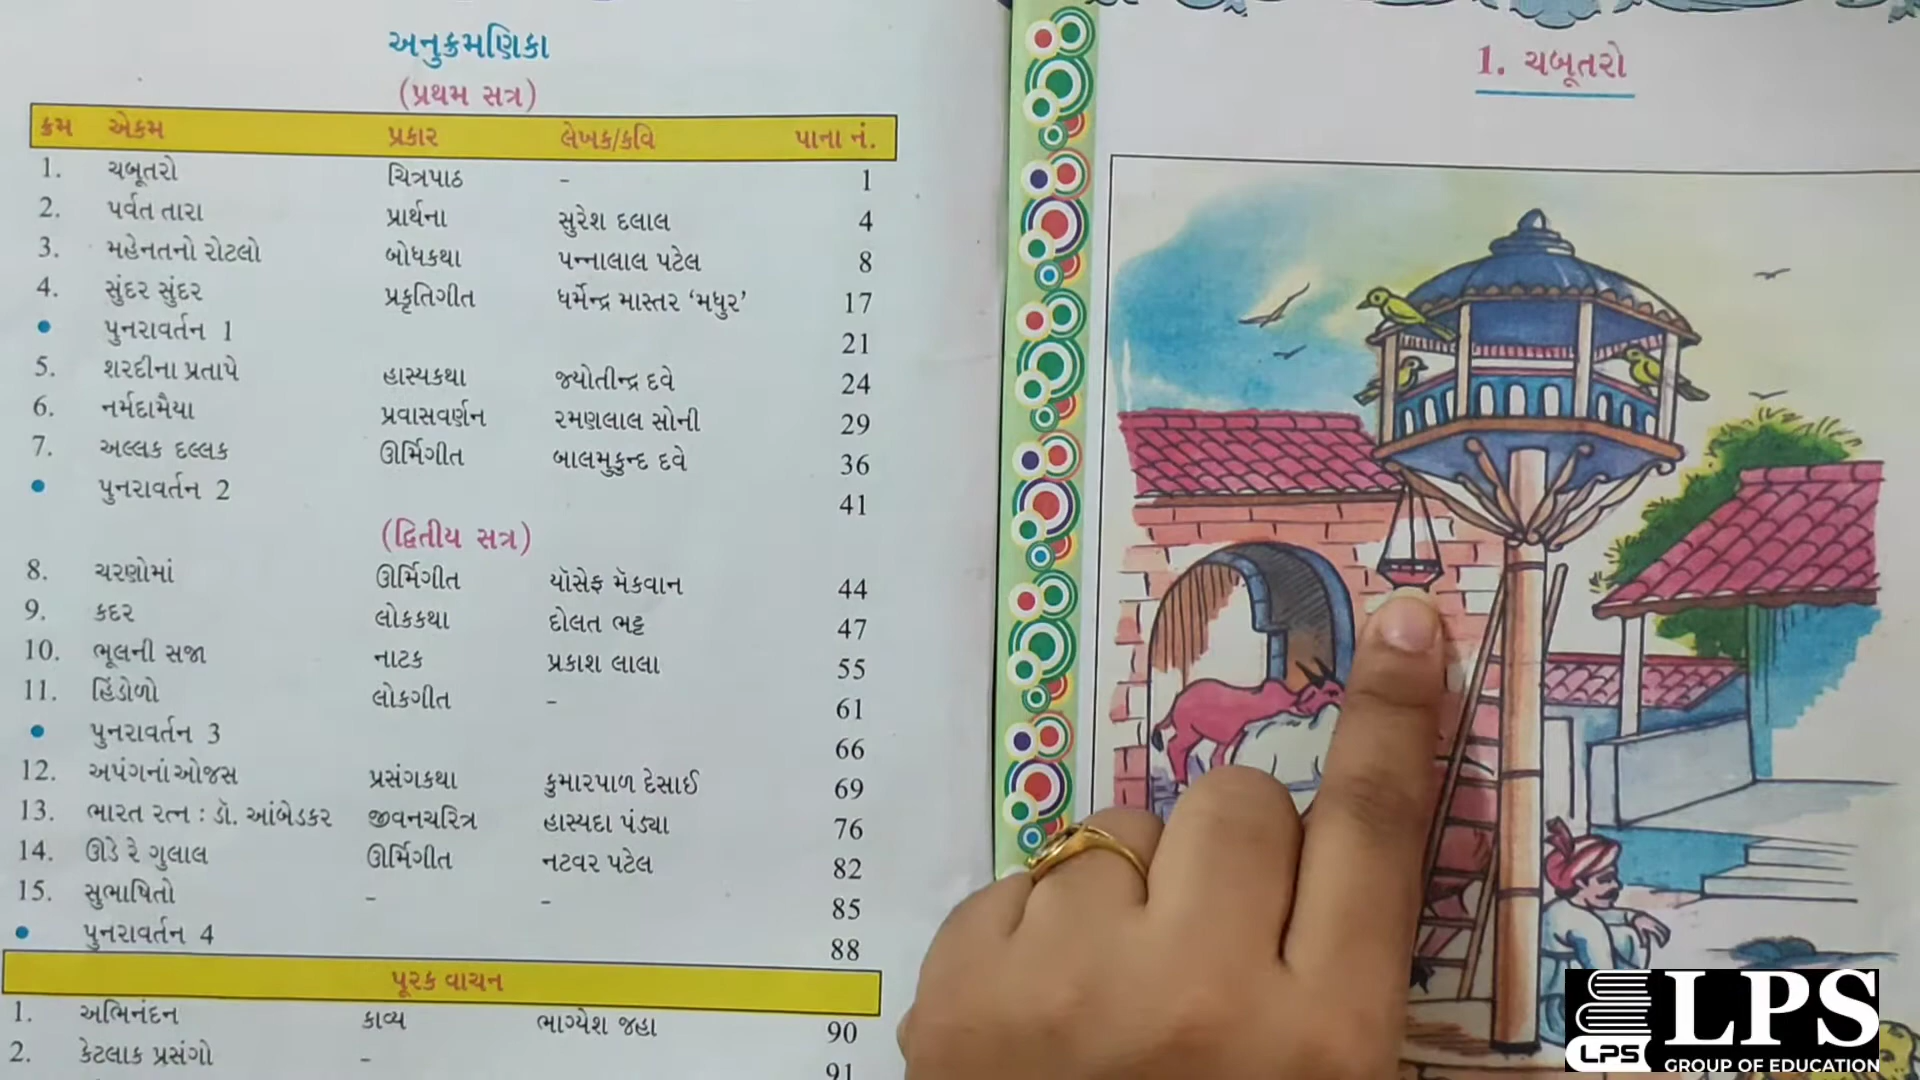 અનુક્રમણિકા
(પ્રથમ સત્ર)
ક્રમ એકમ પ્રકાર લેખક/કવિ પાના નં.
1. ચબૂતરો ચિત્રપાઠ - 1
2. પર્વત તારા પ્રાર્થના સુરેશ દલાલ 4
3. મહેનતનો રોટલો બોધકથા પન્નાલાલ પટેલ 8
4. સુંદર સુંદર પ્રકૃતિગીત ધર્મેન્દ્ર માસ્તર ‘મધુર’ 17
• પુનરાવર્તન 1 21
5. શરદીના પ્રતાપે હાસ્યકથા જ્યોતીન્દ્ર દવે 24
6. નર્મદામૈયા પ્રવાસવર્ણન રમણલાલ સોની 29
7. અલ્લક દલ્લક ઊર્મિગીત બાલમુકુન્દ દવે 36
• પુનરાવર્તન 2 41
(દ્વિતીય સત્ર)
8. ચરણોમાં ઊર્મિગીત યૉસેફ મૅકવાન 44
9. કદર લોકકથા દોલત ભટ્ટ 47
10. ભૂલની સજા નાટક પ્રકાશ લાલા 55
11. હિંડોળો લોકગીત - 61
• પુનરાવર્તન 3 66
12. અપંગનાં ઓજસ પ્રસંગકથા કુમારપાળ દેસાઈ 69
13. ભારત રત્ન : ડૉ. આંબેડકર જીવનચરિત્ર હાસ્યદા પંડ્યા 76
14. ઊડે રે ગુલાલ ઊર્મિગીત નટવર પટેલ 82
15. સુભાષિતો - - 85
• પુનરાવર્તન 4 88
પૂરક વાચન
1. અભિનંદન કાવ્ય ભાગ્યેશ જહા 90
2. કેટલાક પ્રસંગો - 91
1. ચબૂતરો
LPS
LPS
GROUP OF EDUCATION